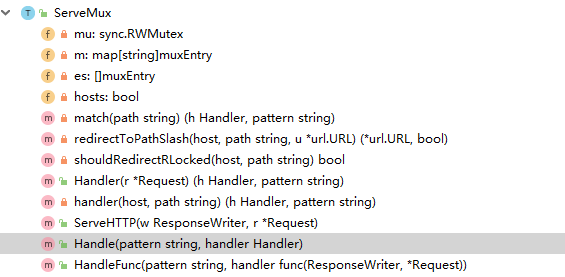 ServeMux
mu: sync.RWMutex
m: map[string]muxEntry
es: []muxEntry
hosts: bool
match(path string) (h Handler, pattern string)
redirectToPathSlash(host, path string, u *url.URL) (*url.URL, bool)
shouldRedirectRLocked(host, path string) bool
Handler(r *Request) (h Handler, pattern string)
handler(host, path string) (h Handler, pattern string)
ServeHTTP(w ResponseWriter, r *Request)
Handle(pattern string, handler Handler)
HandleFunc(pattern string, handler func(ResponseWriter, *Request))